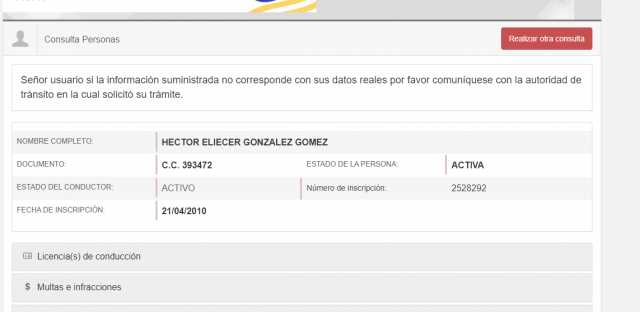 Consulta Personas
Realizar otra consulta
Señor usuario si la información suministrada no corresponde con sus datos reales por favor comuníquese con la autoridad de
tránsito en la cual solicitó su trámite.
NOMBRE COMPLETO: HECTOR ELIECER GONZALEZ GOMEZ
DOCUMENTO: C.C. 393472 ESTADO DE LA PERSONA: ACTIVA
ESTADO DEL CONDUCTOR: ACTIVO Número de inscripción: 2528292
FECHA DE INSCRIPCIÓN: 21/04/2010
Licencia(s) de conducción
$ Multas e infracciones